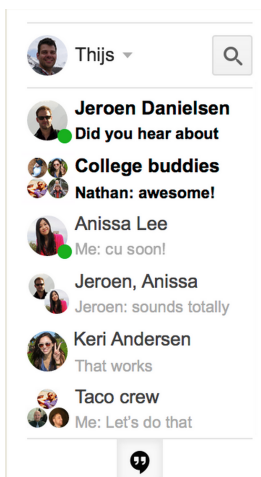 Thijs
Jeroen Danielsen
Did you hear about
College buddies
Nathan: awesome!
Anissa Lee
Me: cu soon!
Jeroen, Anissa
Jeroen: sounds totally
Keri Andersen
That works
Taco crew
Me: Let's do that